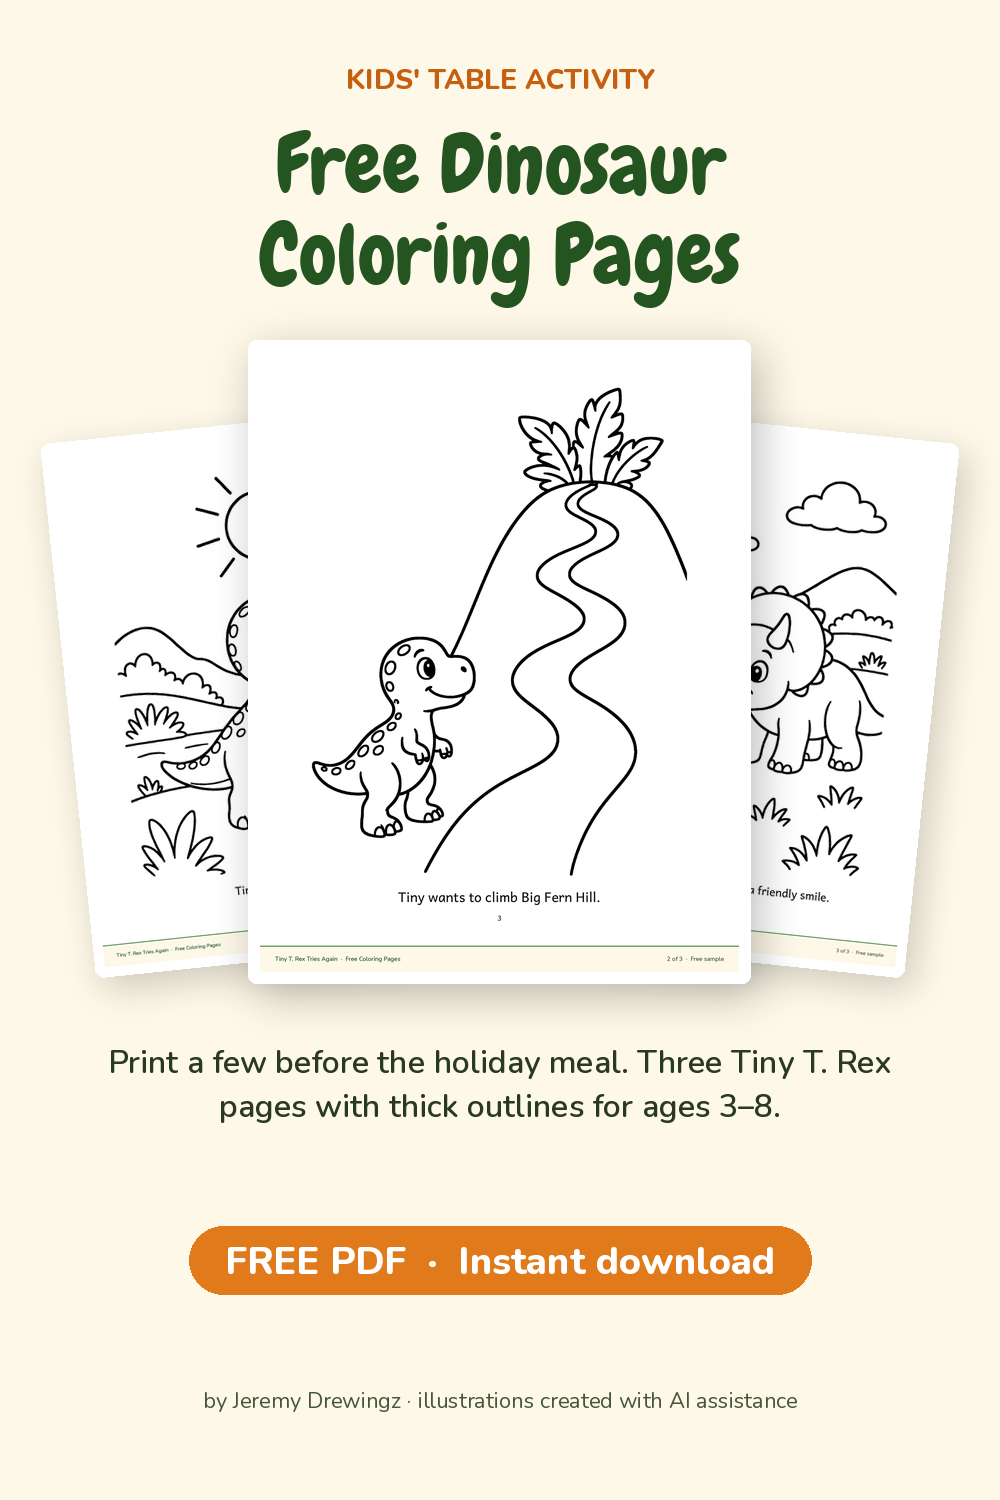 KIDS' TABLE ACTIVITY
Free Dinosaur
Coloring Pages
Tiny wants to climb Big Fern Hill.
3
Tiny T. Rex Tries Again · Free Coloring Pages
2 of 3 · Free sample
Tiny T. Rex Tries Again · Free Coloring Pages
a friendly smile.
3 of 3 · Free sample
Print a few before the holiday meal. Three Tiny T. Rex
pages with thick outlines for ages 3–8.
FREE PDF · Instant download
by Jeremy Drewingz · illustrations created with AI assistance